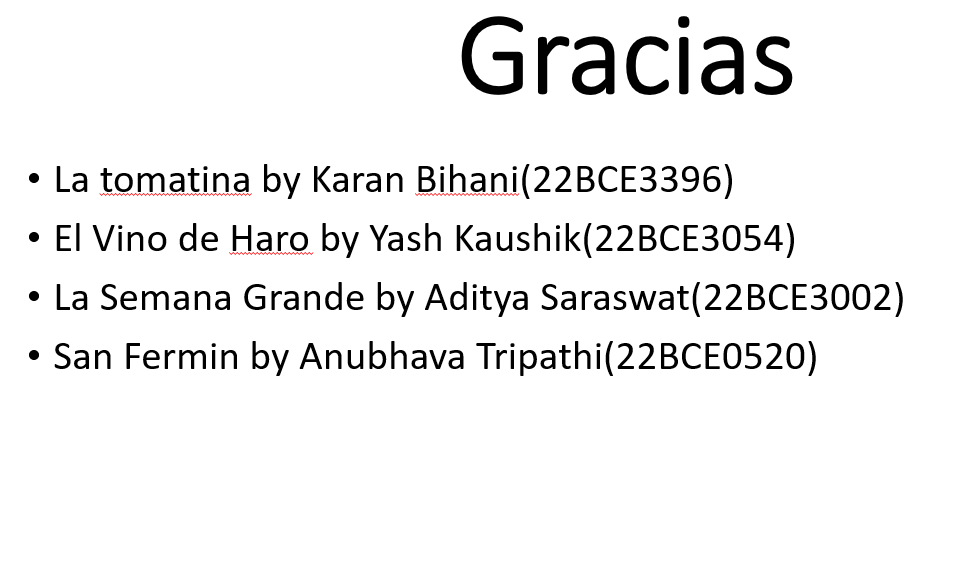 Gracias
• La tomatina by Karan Bihani(22BCE3396)
• El Vino de Haro by Yash Kaushik(22BCE3054)
• La Semana Grande by Aditya Saraswat(22BCE3002)
• San Fermin by Anubhava Tripathi(22BCE0520)